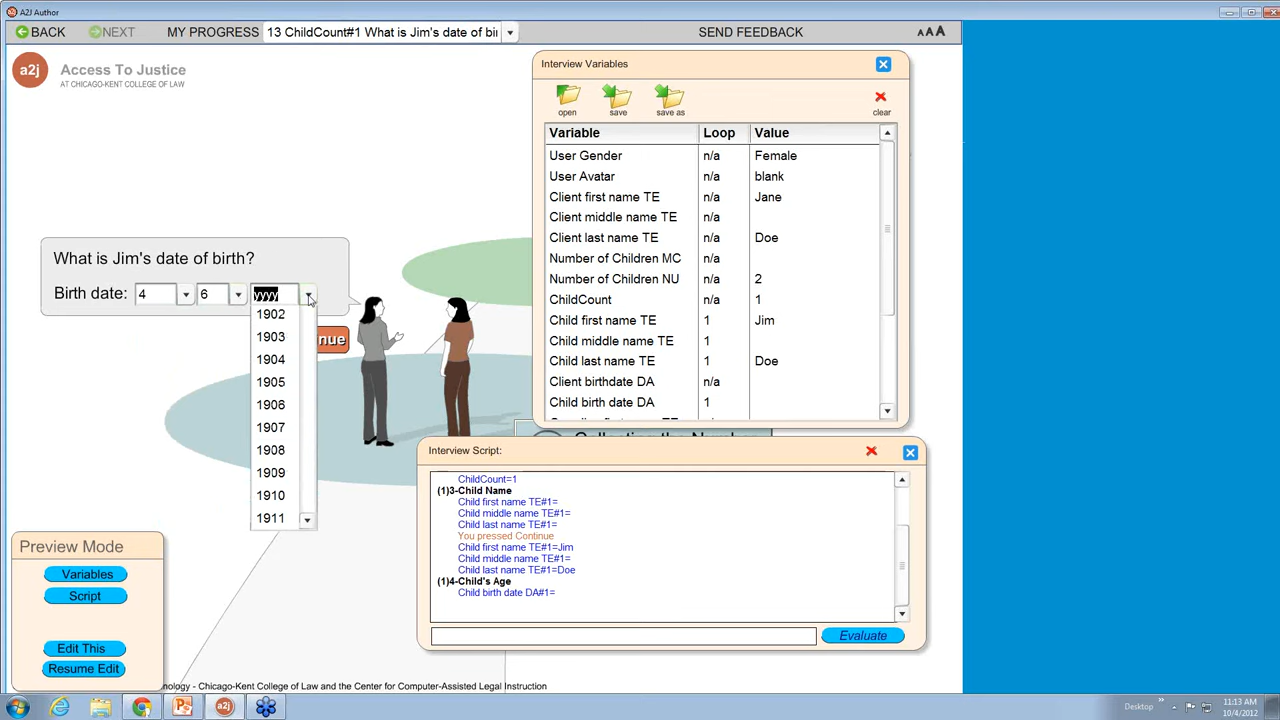 A2J Author
BACK
NEXT
MY PROGRESS
13 ChildCount#1 What is Jim's date of bir
SEND FEEDBACK
AAA
a2j
Access To Justice
AT CHICAGO-KENT COLLEGE OF LAW
What is Jim's date of birth?
Birth date: 4 6 yyyy
1902
1903
1904
1905
1906
1907
1908
1909
1910
1911
nue
Interview Variables
open
save
save as
clear
Variable Loop Value
User Gender n/a Female
User Avatar n/a blank
Client first name TE n/a Jane
Client middle name TE n/a
Client last name TE n/a Doe
Number of Children MC n/a
Number of Children NU n/a 2
ChildCount n/a 1
Child first name TE 1 Jim
Child middle name TE 1
Child last name TE 1 Doe
Client birthdate DA n/a
Child birth date DA 1
Interview Script:
ChildCount=1
(1)3-Child Name
Child first name TE#1=
Child middle name TE#1=
Child last name TE#1=
You pressed Continue
Child first name TE#1=Jim
Child middle name TE#1=
Child last name TE#1=Doe
(1)4-Child's Age
Child birth date DA#1=
Evaluate
Preview Mode
Variables
Script
Edit This
Resume Edit
nology - Chicago-Kent College of Law and the Center for Computer-Assisted Legal Instruction
Desktop
11:13 AM
10/4/2012